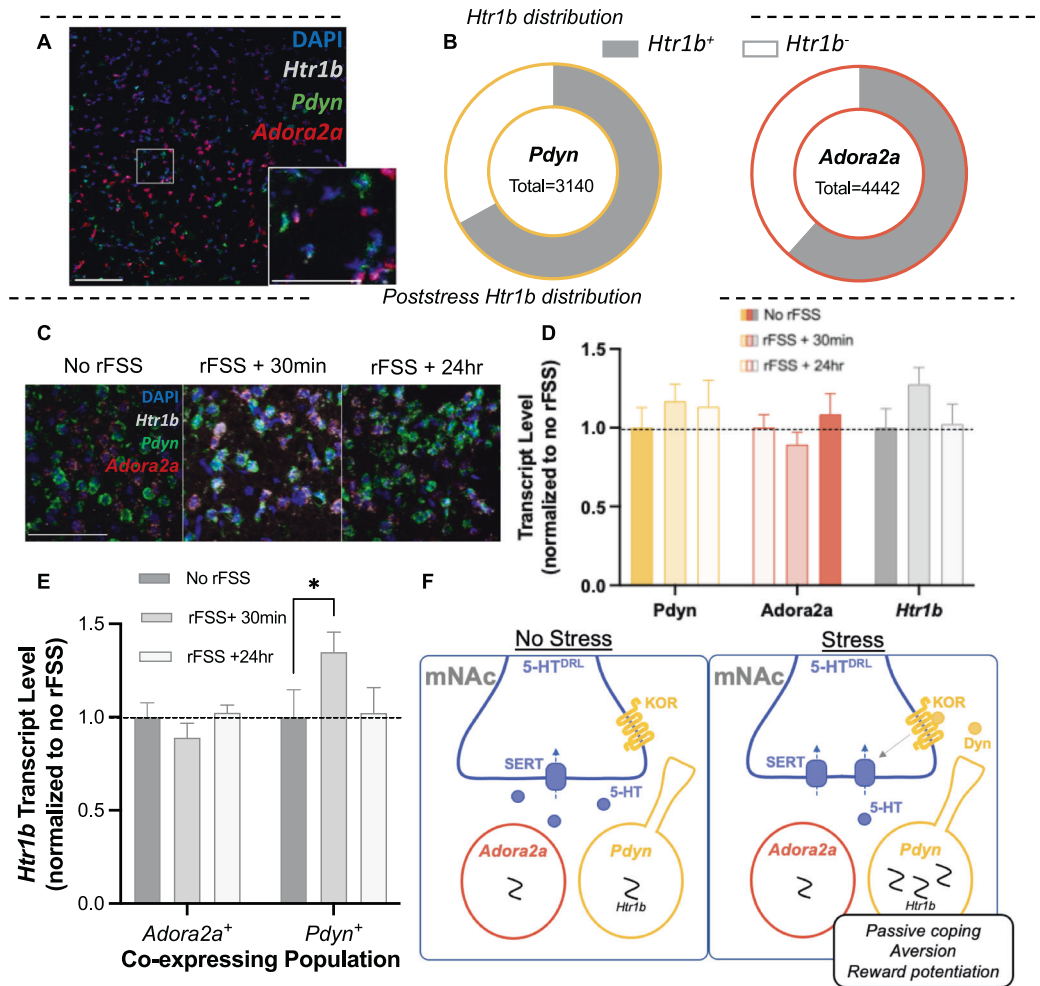 Htr1b distribution
A
DAPI
Htr1b
Pdyn
Adora2a
B
Htr1b+
Htr1b-
Pdyn
Total=3140
Adora2a
Total=4442
Poststress Htr1b distribution
C
No rFSS
rFSS + 30min
rFSS + 24hr
DAPI
Htr1b
Pdyn
Adora2a
D
No rFSS
rFSS + 30min
rFSS + 24hr
Transcript Level
(normalized to no rFSS)
1.5
1.0
0.5
0.0
Pdyn
Adora2a
Htr1b
E
No rFSS
rFSS+ 30min
rFSS +24hr
*
Htr1b Transcript Level
(normalized to no rFSS)
1.5
1.0
0.5
0.0
Adora2a+
Pdyn+
Co-expressing Population
F
No Stress
mNAc
5-HTDRL
KOR
SERT
5-HT
Adora2a
Pdyn
Htr1b
Stress
mNAc
5-HTDRL
KOR
Dyn
SERT
5-HT
Adora2a
Pdyn
Htr1b
Passive coping
Aversion
Reward potentiation